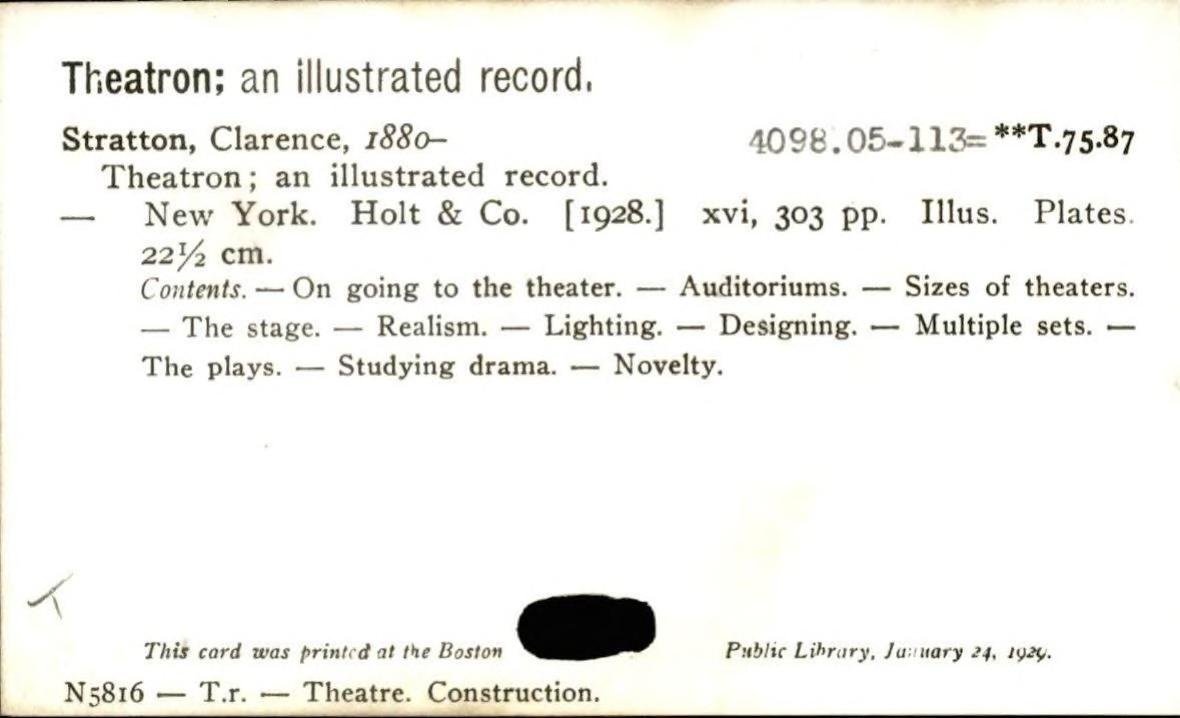 Theatron; an illustrated record.
Stratton, Clarence, 1880– 4098.05-113= **T.75.87
Theatron; an illustrated record.
— New York. Holt & Co. [1928.] xvi, 303 pp. Illus. Plates.
22½ cm.
Contents. — On going to the theater. — Auditoriums. — Sizes of theaters.
— The stage. — Realism. — Lighting. — Designing. — Multiple sets. —
The plays. — Studying drama. — Novelty.
This card was printed at the Boston Public Library, January 24, 1929.
N5816 — T.r. — Theatre. Construction.